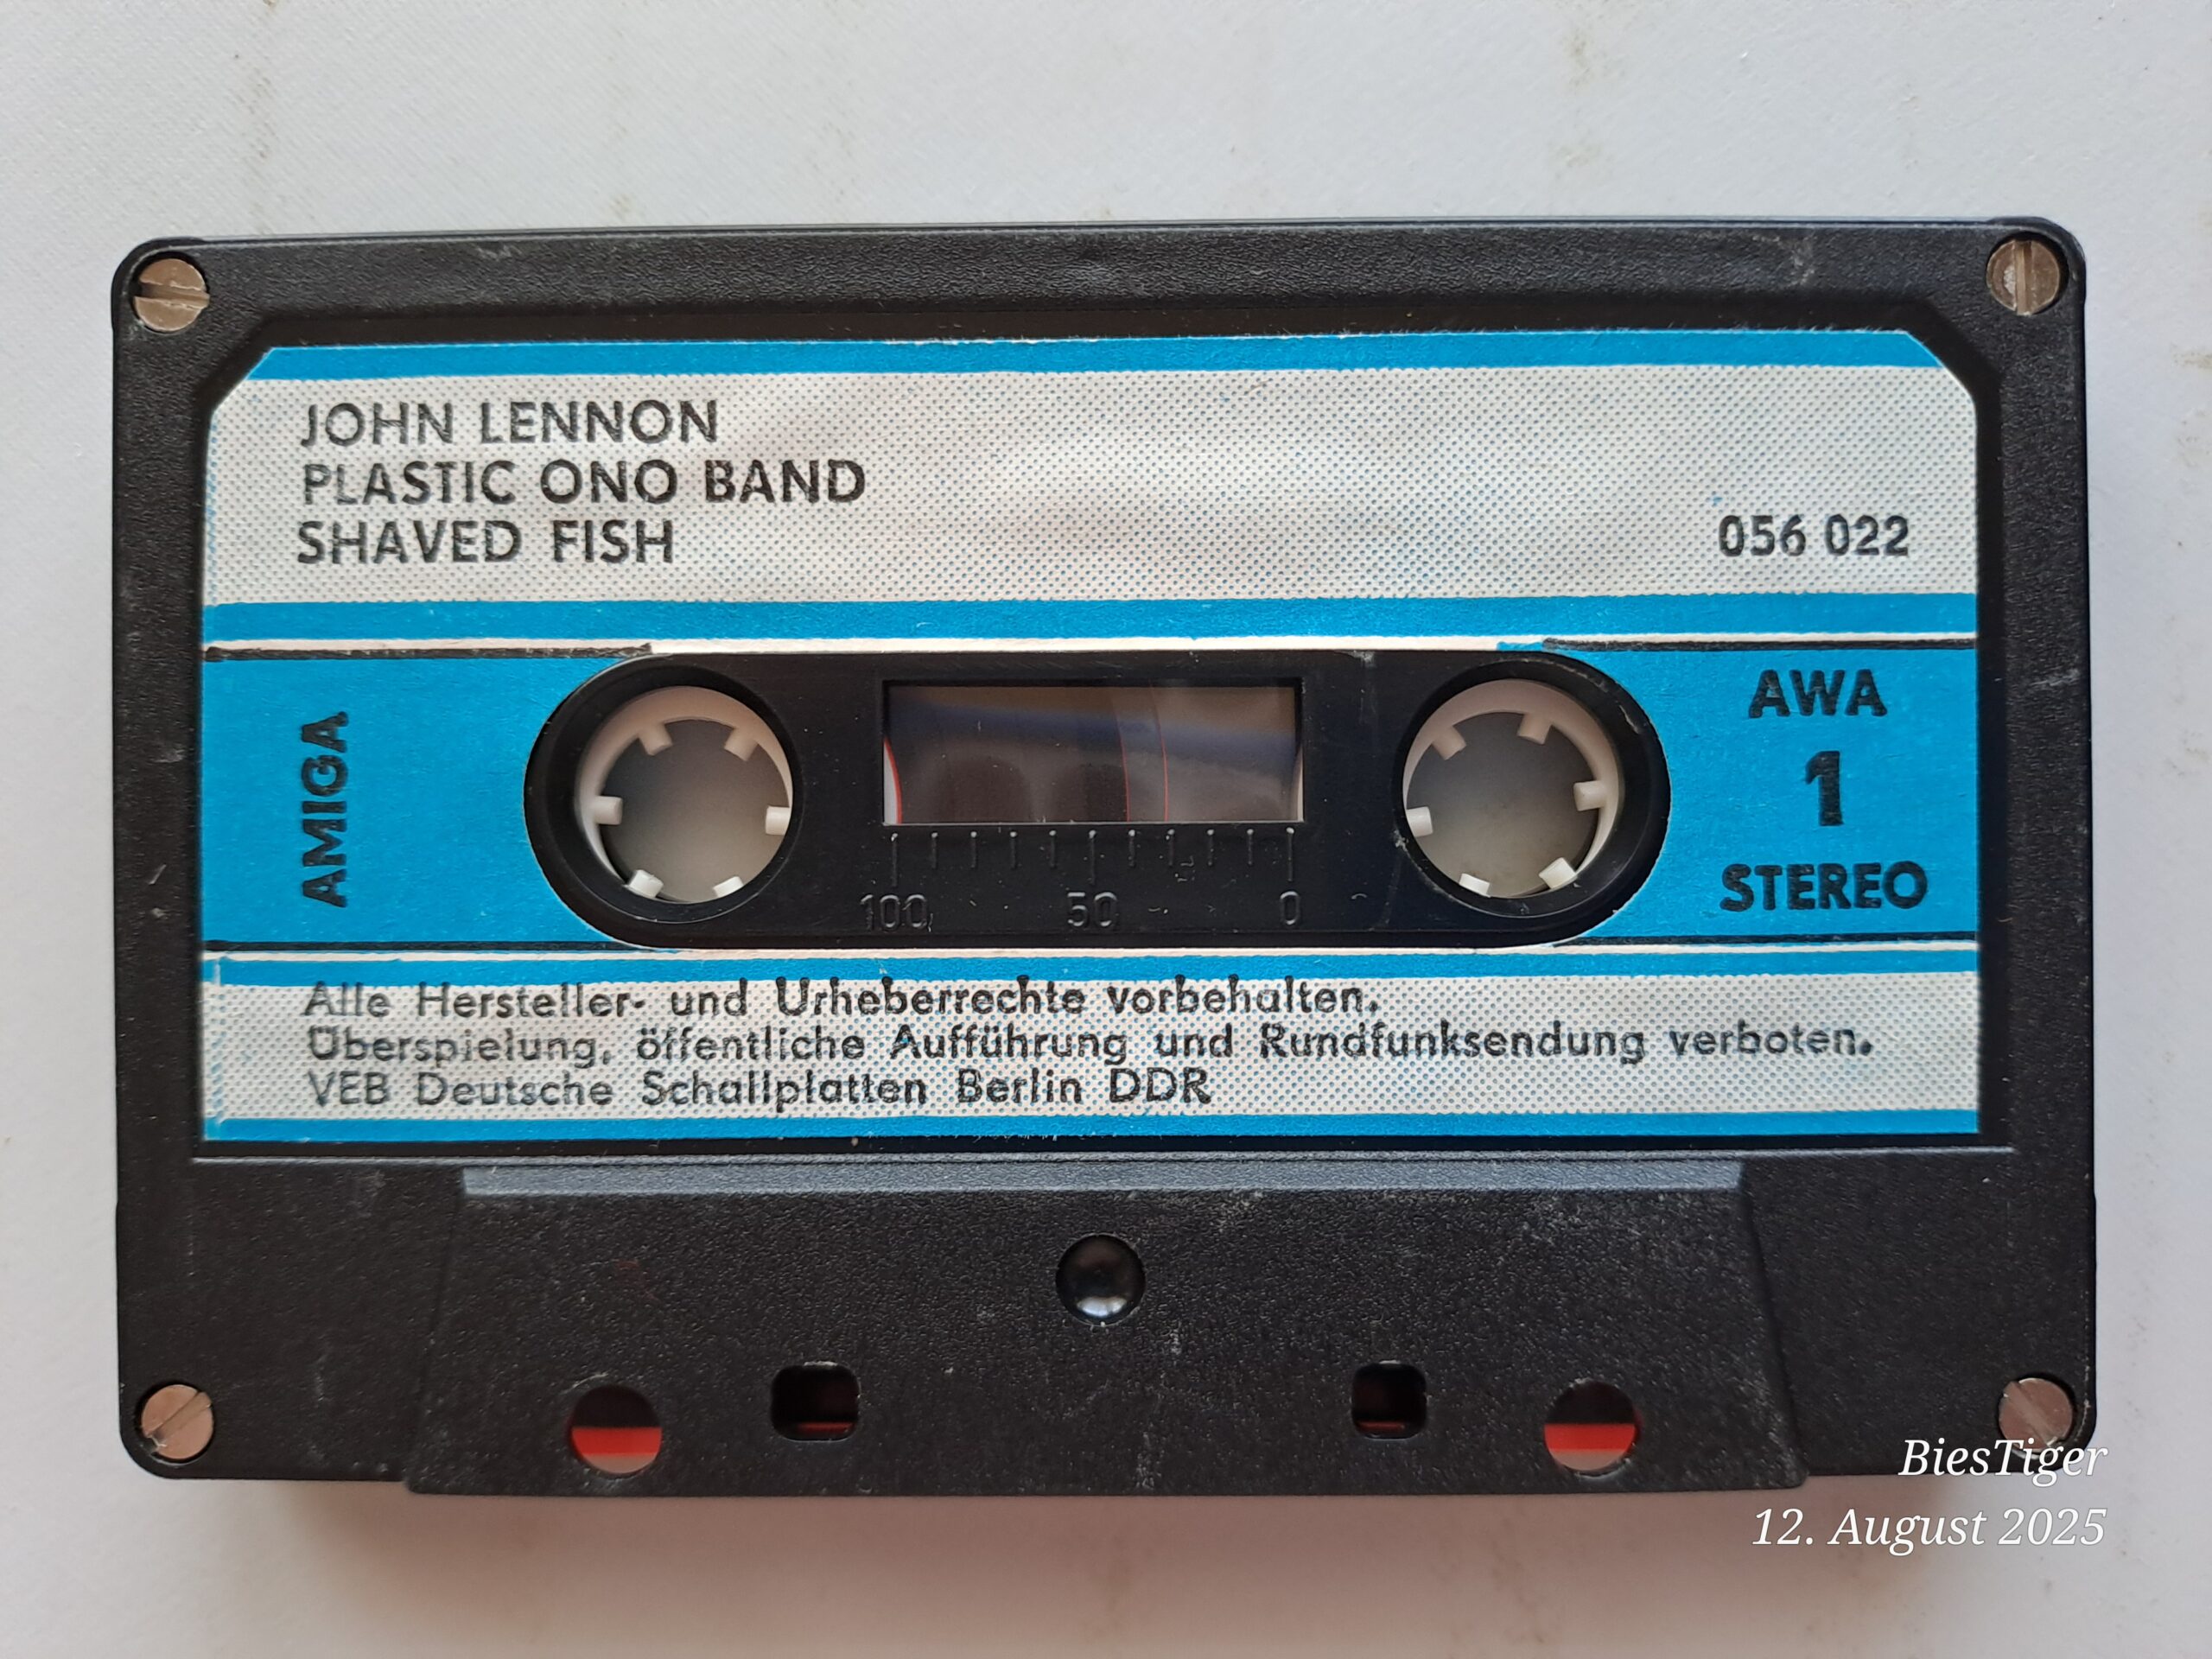 JOHN LENNON
PLASTIC ONO BAND
SHAVED FISH
056 022
AMIGA
AWA
1
STEREO
100 50 0
Alle Hersteller- und Urheberrechte vorbehalten.
Überspielung, öffentliche Aufführung und Rundfunksendung verboten.
VEB Deutsche Schallplatten Berlin DDR
BiesTiger
12. August 2025